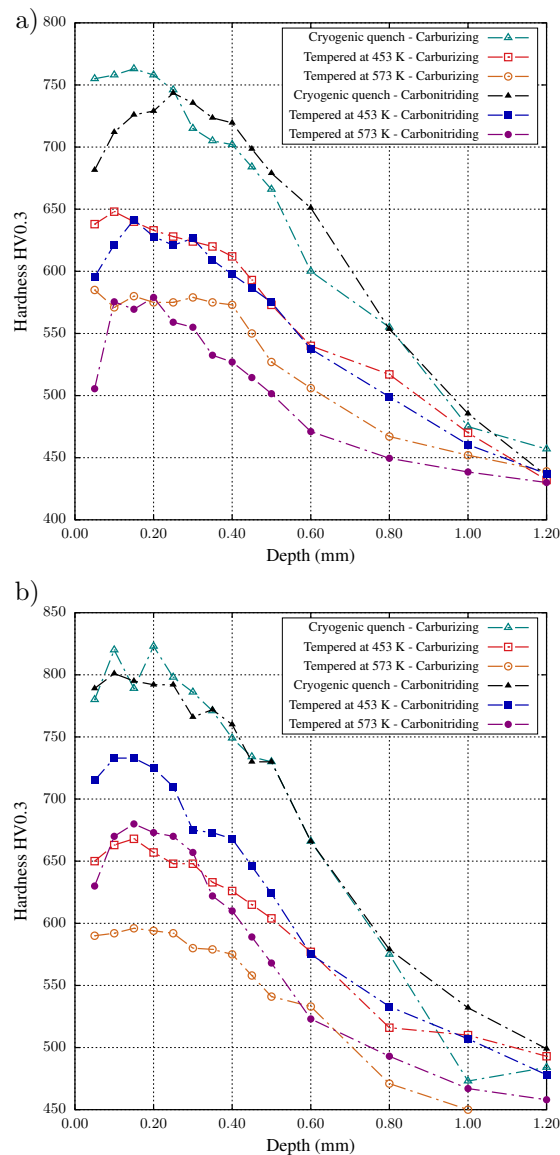 a)
800
750
700
650
600
550
500
450
400
Hardness HV0.3
Cryogenic quench - Carburizing
Tempered at 453 K - Carburizing
Tempered at 573 K - Carburizing
Cryogenic quench - Carbonitriding
Tempered at 453 K - Carbonitriding
Tempered at 573 K - Carbonitriding
0.00 0.20 0.40 0.60 0.80 1.00 1.20
Depth (mm)
b)
850
800
750
700
650
600
550
500
450
Hardness HV0.3
Cryogenic quench - Carburizing
Tempered at 453 K - Carburizing
Tempered at 573 K - Carburizing
Cryogenic quench - Carbonitriding
Tempered at 453 K - Carbonitriding
Tempered at 573 K - Carbonitriding
0.00 0.20 0.40 0.60 0.80 1.00 1.20
Depth (mm)